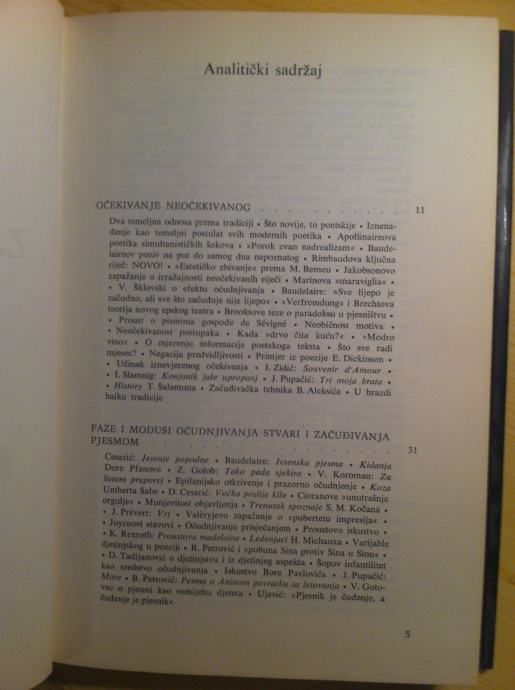 Analitički sadržaj
OČEKIVANJE NEOČEKIVANOG . . . . . . . . . . 11
Dva temeljna odnosa prema tradiciji • Što novije, to poetskije • Iznena-
đenje kao temeljni postulat svih modernih poetika • Apollinaireova
poetika simultanističkih šokova • »Porok zvan nadrealizam« • Baude-
laireov poziv na put do samog dna nepoznatog • Rimbaudova ključna
riječ: NOVO! • »Estetičko zbivanje« prema M. Benseu • Jakobsonovo
zapažanje o izražajnosti neočekivanih riječi • Marinova »maraviglia«
• V. Šklovski o efektu očudnjivanja • Baudelaire: »Sve lijepo je
začudno, ali sve što začuđuje nije lijepo« • »Verfremdung« i Brechtova
teorija novog epskog teatra • Brooksove teze o paradoksu u pjesništvu
• Proust o pismima gospođe de Sévigné • Neobičnost motiva
• Neočekivanost postupaka • Kada »drvo čita kuću?« • »Modro
vino« • O mjerenju informacije poetskoga teksta • Što sve radi
mjesec? • Negacija predvidljivosti • Primjer iz poezije E. Dickinson
• Učinak iznevjerenog očekivanja • I. Zidić: Souvenir d'Amour
• I. Slamnig: Konjanik jaše upropanj • J. Pupačić: Tri moja brata
• History T. Šalamuna • Začuđivačka tehnika B. Aleksića • U brazdi
haiku tradicije
FAZE I MODUSI OČUDNJIVANJA STVARI I ZAČUĐIVANJA
PJESMOM . . . . . . . . . . . . . . 31
Cesarić: Jesenje popodne • Baudelaire: Jesenska pjesma • Kidanja
Dore Pfanove • Z. Golob: Tako pada sjekira • V. Koroman: Za
listom praporci • Epifanijsko otkrivenje i prazorno očudnjenje • Koza
Umberta Sabe • D. Cesarić: Voćka poslije kiše • Cioranove »unutrašnje
orgulje« • Munjevitost objavljenja • Trenutak spoznaje S. M. Kočana
• J. Prèvert: Vrt • Valéryjevo zapažanje o »pubertetu impresija« •
Joyceovi stavovi • Očudnjivanje prisjećanjem • Proustovo iskustvo •
• K. Rexroth: Proustova madelaine • Ledenjaci H. Michauxa • Varijable
djetinjskog u poeziji • R. Petrović i »pobuna Sina protiv Sina u Sinu«
• D. Tadijanović o djetinjstvu i iz djetinjeg aspekta • Šopov infantilitet
kao sredstvo očudnjivanja • Iskustvo Bore Pavlovića • J. Pupačić:
More • B. Petrović: Pesma o Aninom povratku sa letovanja • V. Goto-
vac o pjesmi kao osmijehu djeteta • Ujević: »Pjesnik je čuđenje, a
čuđenje je pjesnik«
5